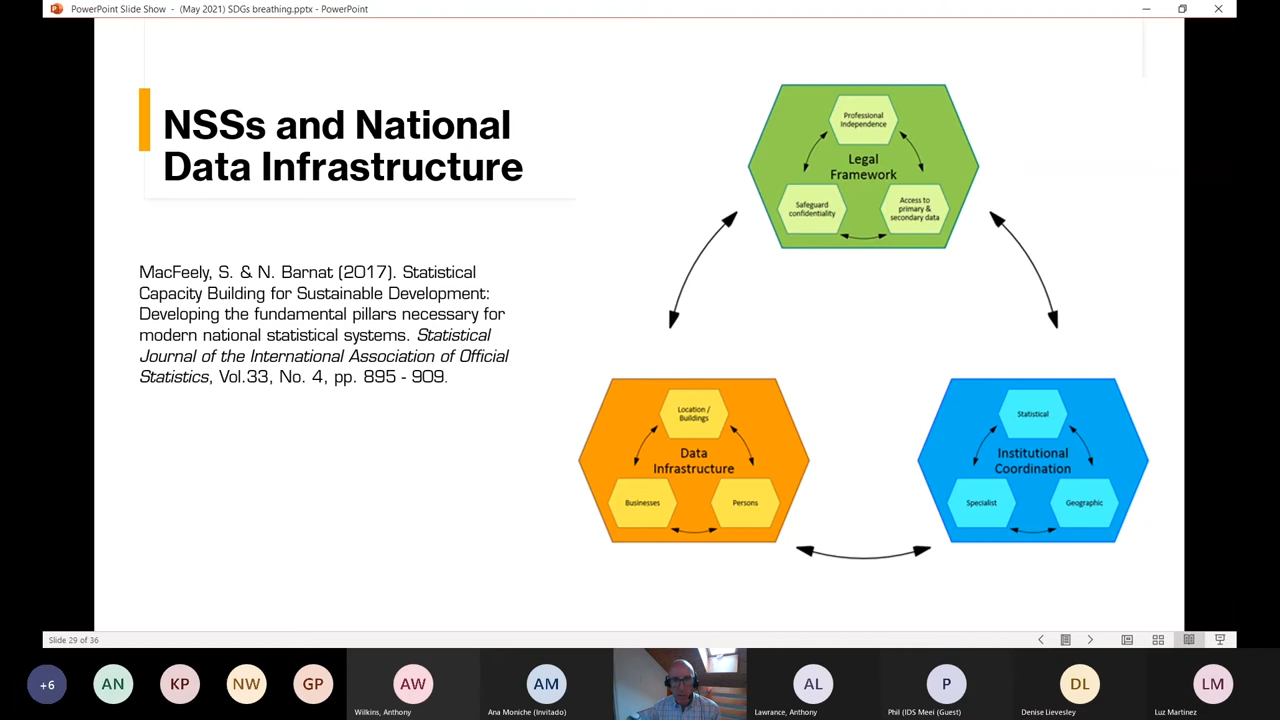 PowerPoint Slide Show - (May 2021) SDGs breathing.pptx - PowerPoint
NSSs and National
Data Infrastructure
MacFeely, S. & N. Barnat (2017). Statistical
Capacity Building for Sustainable Development:
Developing the fundamental pillars necessary for
modern national statistical systems. Statistical
Journal of the International Association of Official
Statistics, Vol.33, No. 4, pp. 895 - 909.
Professional
Independence
Legal
Framework
Safeguard
confidentiality
Access to
primary &
secondary data
Location /
Buildings
Data
Infrastructure
Businesses
Persons
Statistical
Institutional
Coordination
Specialist
Geographic
Slide 29 of 36
+6
AN
KP
NW
GP
AW
Wilkins, Anthony
AM
Ana Moniche (Invitado)
AL
Lawrance, Anthony
P
Phil (IDS Meei (Guest)
DL
Denise Lievesley
LM
Luz Martinez